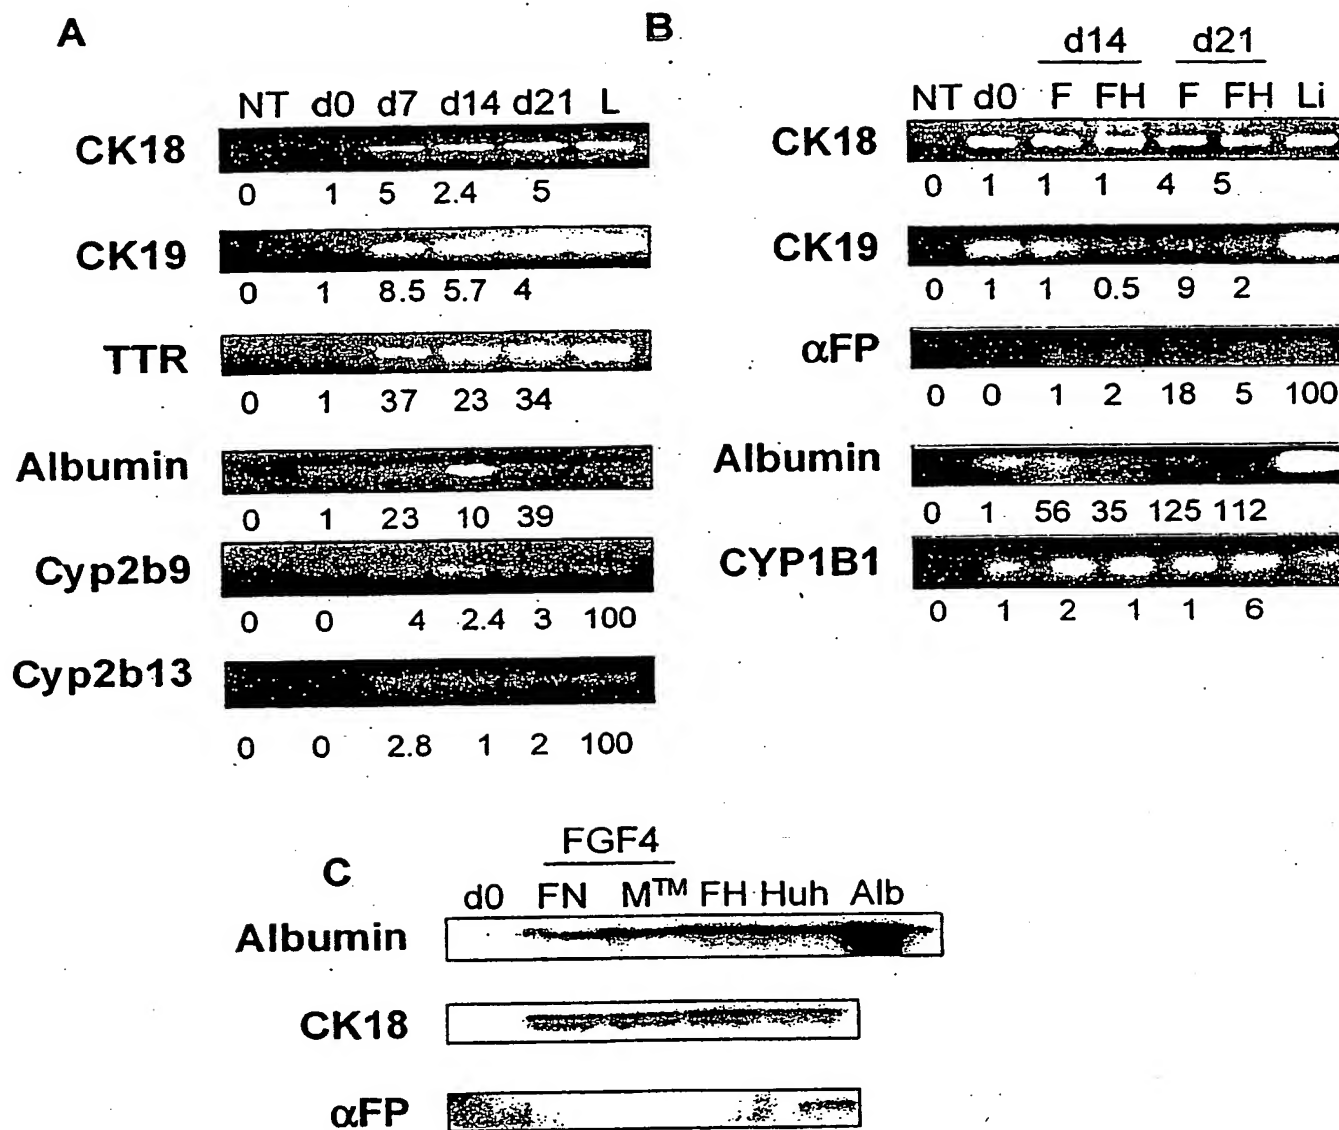 A
NT d0 d7 d14 d21 L
CK18
0 1 5 2.4 5
CK19
0 1 8.5 5.7 4
TTR
0 1 37 23 34
Albumin
0 1 23 10 39
Cyp2b9
0 0 4 2.4 3 100
Cyp2b13
0 0 2.8 1 2 100
B
d14 d21
NT d0 F FH F FH Li
CK18
0 1 1 1 4 5
CK19
0 1 1 0.5 9 2
αFP
0 0 1 2 18 5 100
Albumin
0 1 56 35 125 112
CYP1B1
0 1 2 1 1 6
C
FGF4
d0 FN M™ FH Huh Alb
Albumin
CK18
αFP